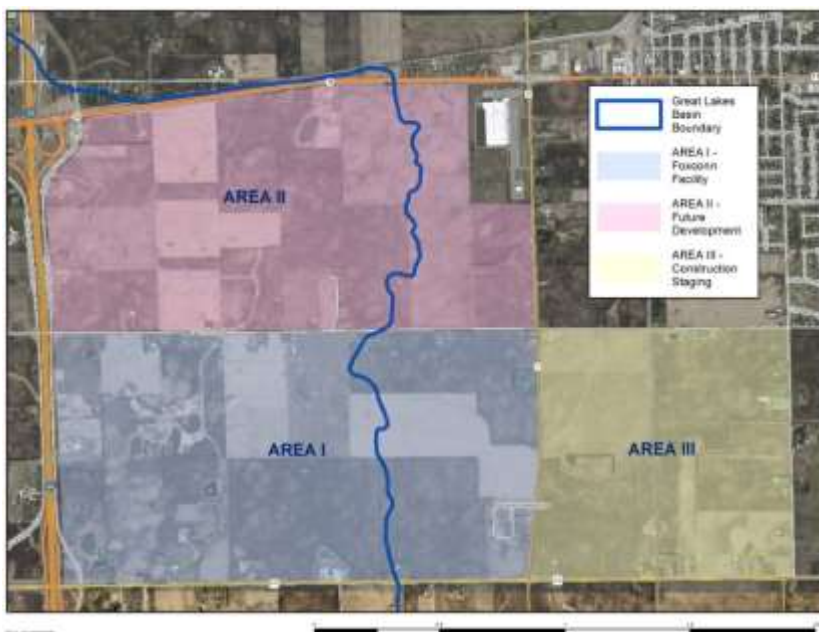 Great Lakes
Basin
Boundary
AREA I -
Foxconn
Facility
AREA II -
Future
Development
AREA III -
Construction
Staging
AREA II
AREA I
AREA III